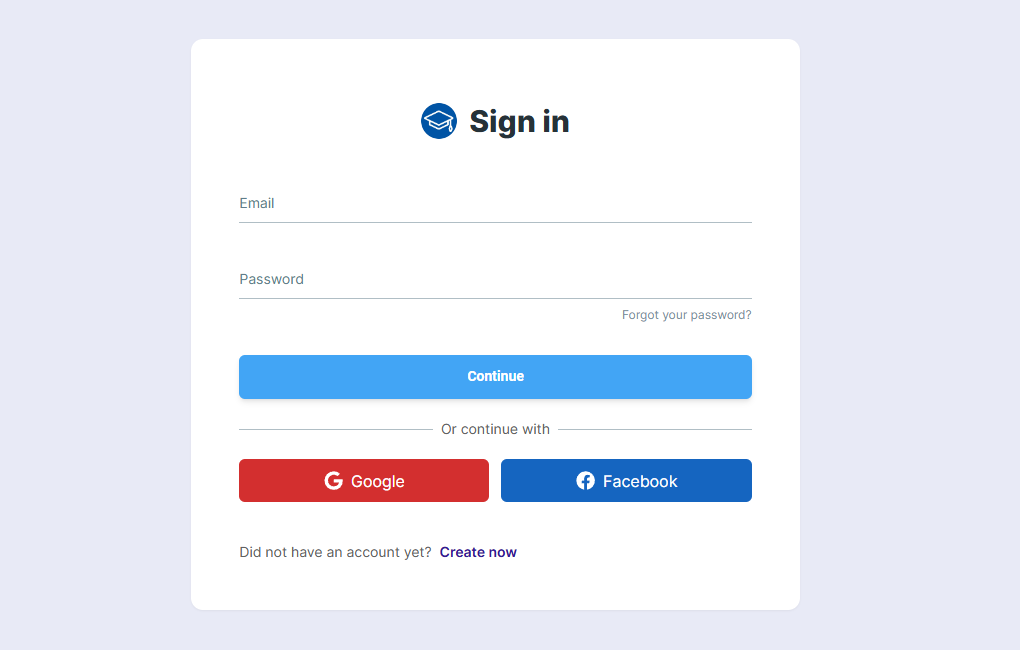 Sign in
Email
Password
Forgot your password?
Continue
Or continue with
Google
Facebook
Did not have an account yet? Create now